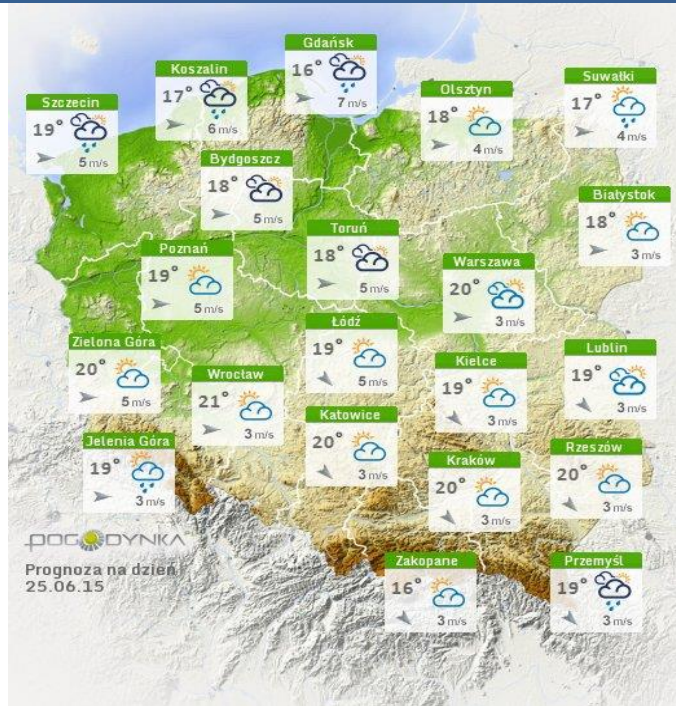 Gdańsk
16°
7 m/s
Koszalin
17°
6 m/s
Szczecin
19°
5 m/s
Olsztyn
18°
4 m/s
Suwałki
17°
4 m/s
Bydgoszcz
18°
5 m/s
Białystok
18°
3 m/s
Toruń
18°
5 m/s
Poznań
19°
5 m/s
Warszawa
20°
3 m/s
Łódź
19°
5 m/s
Zielona Góra
20°
5 m/s
Wrocław
21°
3 m/s
Kielce
19°
3 m/s
Lublin
19°
3 m/s
Katowice
20°
3 m/s
Jelenia Góra
19°
3 m/s
Kraków
20°
3 m/s
Rzeszów
20°
3 m/s
POGODYNKA
Prognoza na dzień
25.06.15
Zakopane
16°
3 m/s
Przemyśl
19°
3 m/s